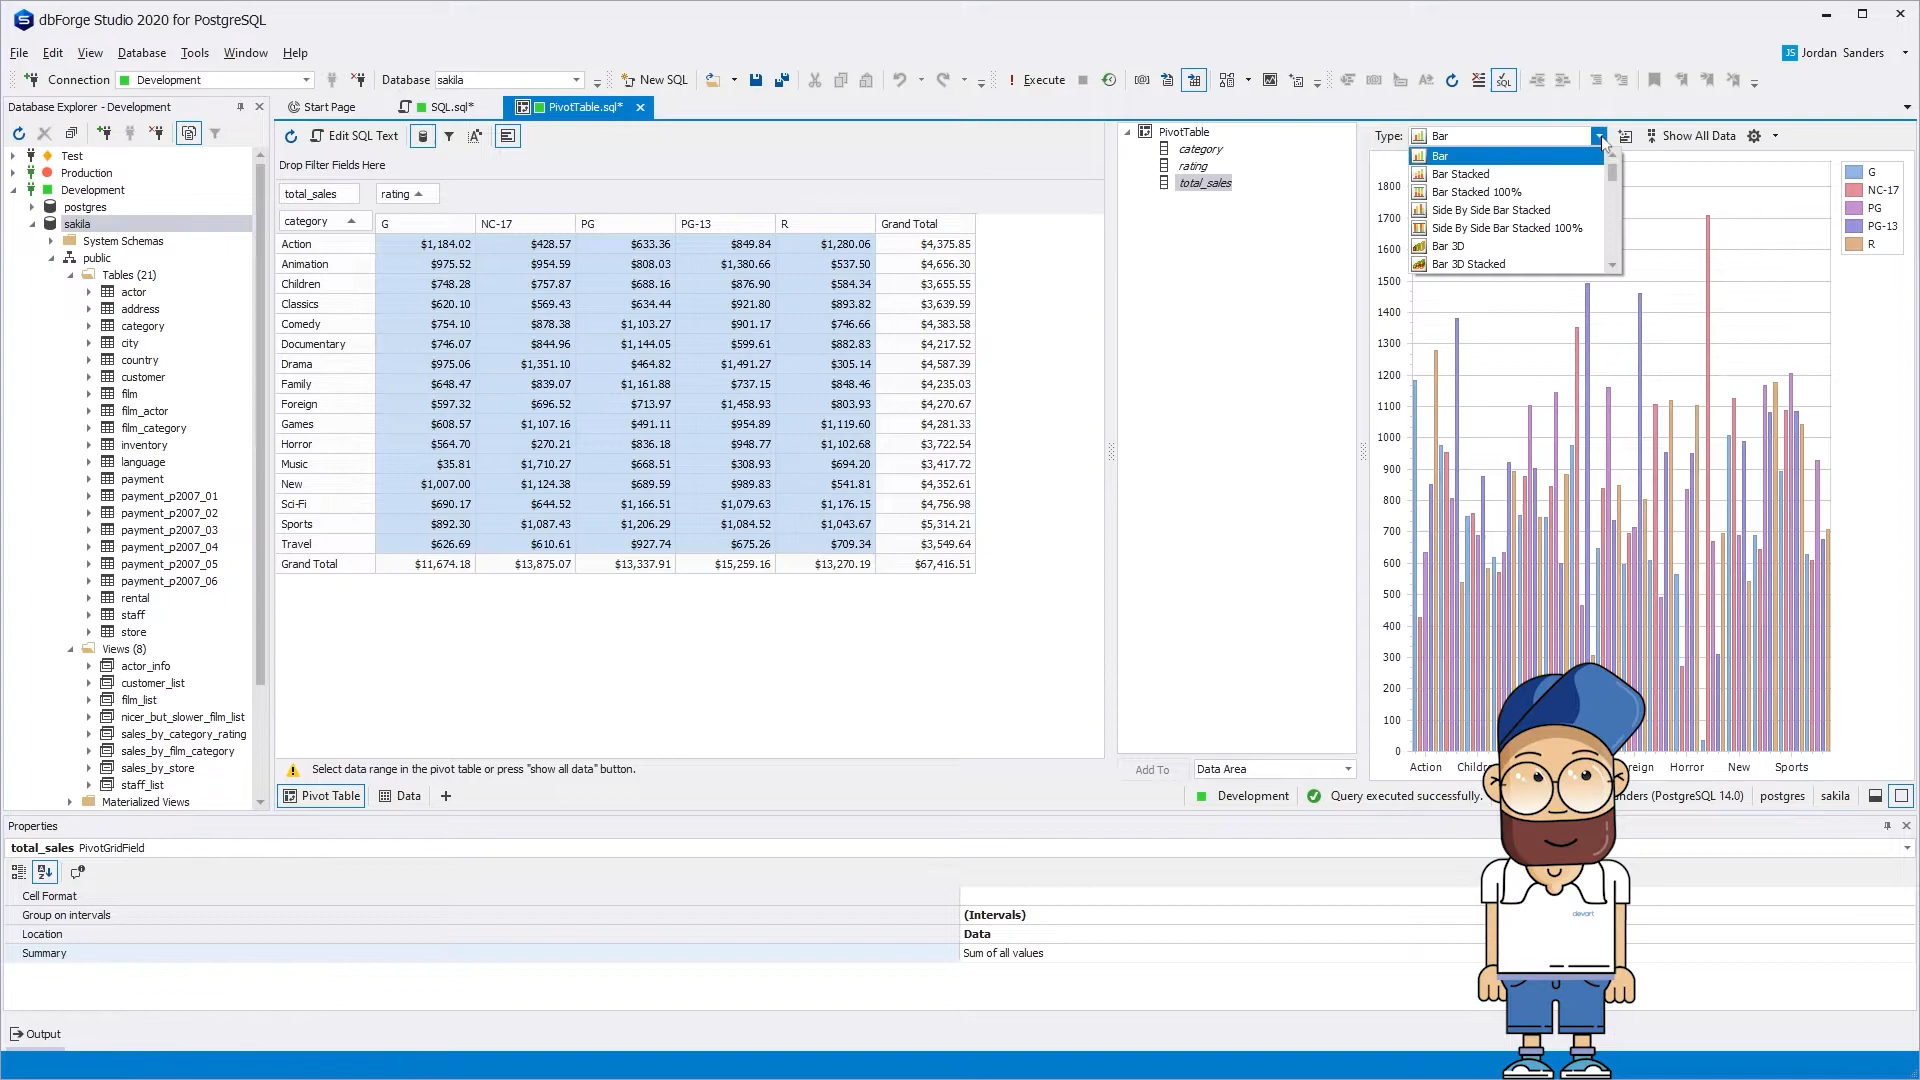 dbForge Studio 2020 for PostgreSQL
File Edit View Database Tools Window Help
JS Jordan Sanders
Connection Development Database sakila New SQL Execute
Database Explorer - Development
Start Page SQL.sql* PivotTable.sql*
Test
Production
Development
postgres
sakila
System Schemas
public
Tables (21)
actor
address
category
city
country
customer
film
film_actor
film_category
inventory
language
payment
payment_p2007_01
payment_p2007_02
payment_p2007_03
payment_p2007_04
payment_p2007_05
payment_p2007_06
rental
staff
store
Views (8)
actor_info
customer_list
film_list
nicer_but_slower_film_list
sales_by_category_rating
sales_by_film_category
sales_by_store
staff_list
Materialized Views
Edit SQL Text
Drop Filter Fields Here
total_sales rating
category G NC-17 PG PG-13 R Grand Total
Action $1,184.02 $428.57 $633.36 $849.84 $1,280.06 $4,375.85
Animation $975.52 $954.59 $808.03 $1,380.66 $537.50 $4,656.30
Children $748.28 $757.87 $688.16 $876.90 $584.34 $3,655.55
Classics $620.10 $569.43 $634.44 $921.80 $893.82 $3,639.59
Comedy $754.10 $878.38 $1,103.27 $901.17 $746.66 $4,383.58
Documentary $746.07 $844.96 $1,144.05 $599.61 $882.83 $4,217.52
Drama $975.06 $1,351.10 $464.82 $1,491.27 $305.14 $4,587.39
Family $648.47 $839.07 $1,161.88 $737.15 $848.46 $4,235.03
Foreign $597.32 $696.52 $713.97 $1,458.93 $803.93 $4,270.67
Games $608.57 $1,107.16 $491.11 $954.89 $1,119.60 $4,281.33
Horror $564.70 $270.21 $836.18 $948.77 $1,102.68 $3,722.54
Music $35.81 $1,710.27 $668.51 $308.93 $694.20 $3,417.72
New $1,007.00 $1,124.38 $689.59 $989.83 $541.81 $4,352.61
Sci-Fi $690.17 $644.52 $1,166.51 $1,079.63 $1,176.15 $4,756.98
Sports $892.30 $1,087.43 $1,206.29 $1,084.52 $1,043.67 $5,314.21
Travel $626.69 $610.61 $927.74 $675.26 $709.34 $3,549.64
Grand Total $11,674.18 $13,875.07 $13,337.91 $15,259.16 $13,270.19 $67,416.51
Select data range in the pivot table or press "show all data" button.
Pivot Table Data
PivotTable
category
rating
total_sales
Add To Data Area
Type: Bar Show All Data
Bar
Bar Stacked
Bar Stacked 100%
Side By Side Bar Stacked
Side By Side Bar Stacked 100%
Bar 3D
Bar 3D Stacked
G
NC-17
PG
PG-13
R
1800
1700
1600
1500
1400
1300
1200
1100
1000
900
800
700
600
500
400
300
200
100
0
Action Childr reign Horror New Sports
Development Query executed successfully. nders (PostgreSQL 14.0) postgres sakila
Properties
total_sales PivotGridField
Cell Format
Group on intervals (Intervals)
Location Data
Summary Sum of all values
devart
Output